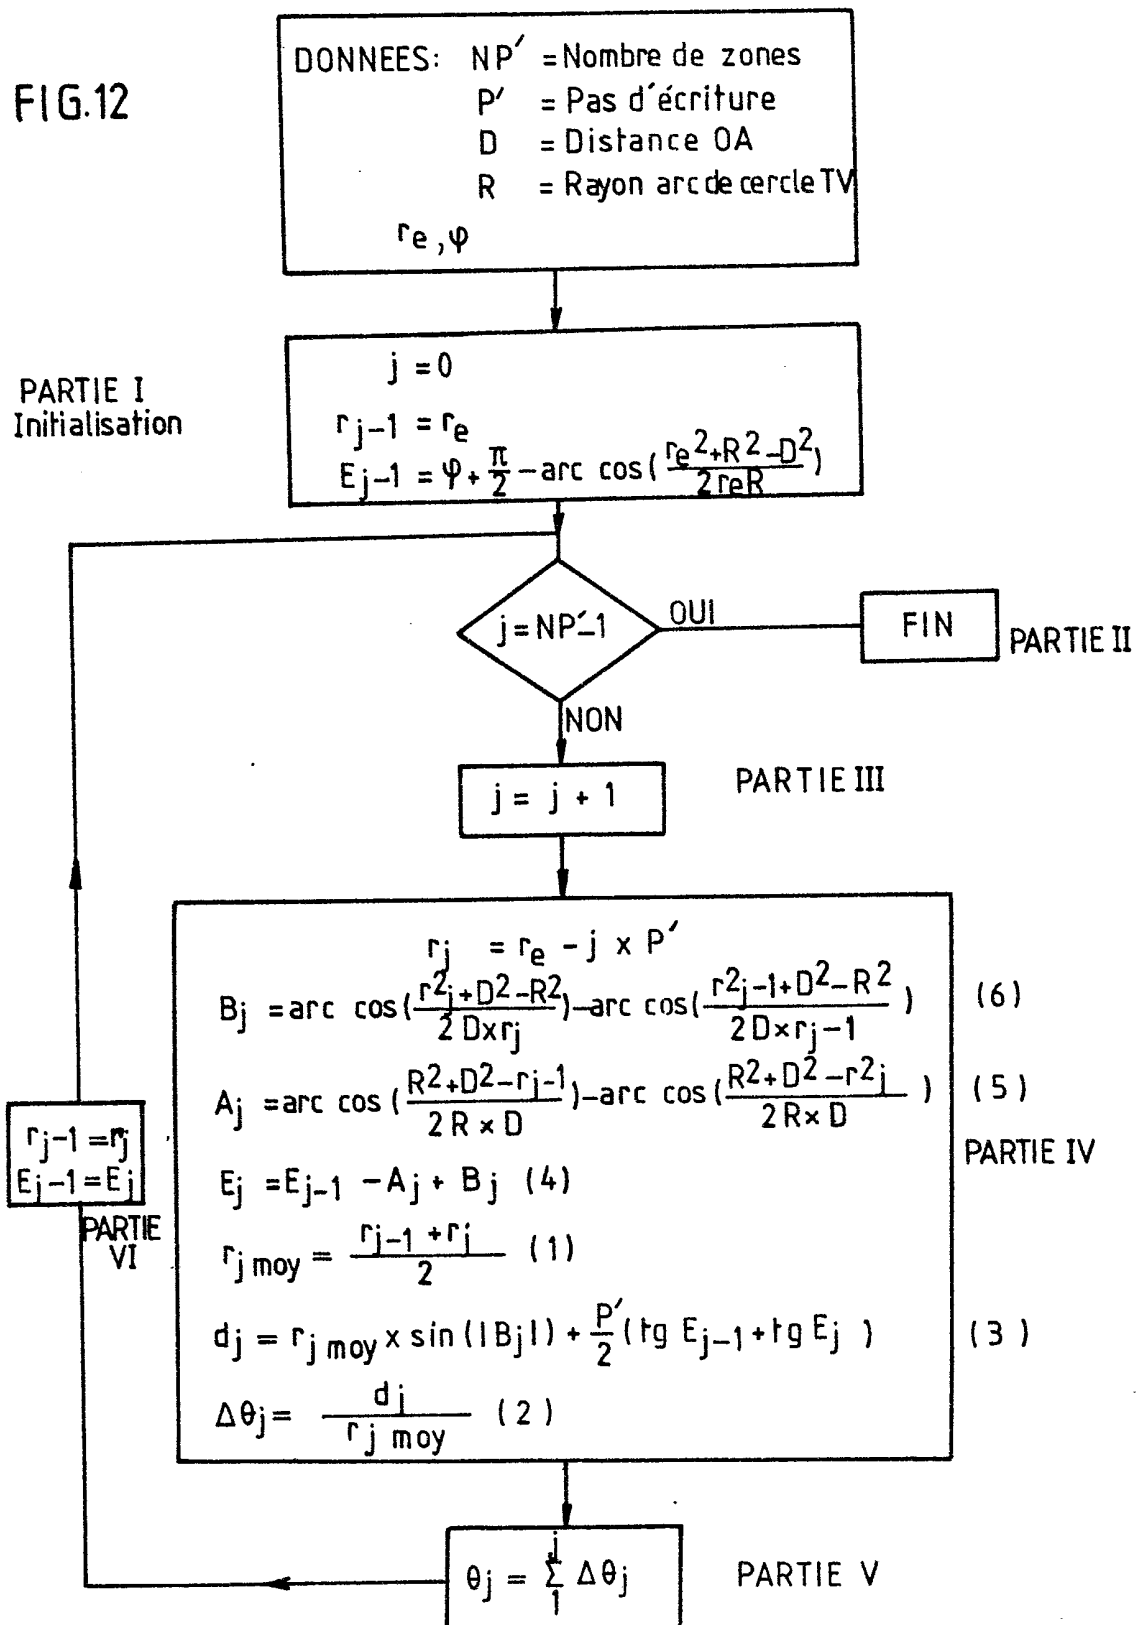 FIG.12
DONNEES: NP′ = Nombre de zones
P′ = Pas d'écriture
D = Distance OA
R = Rayon arc de cercle TV
re, φ
PARTIE I
Initialisation
j = 0
rj-1 = re
Ej-1 = φ + π/2 - arc cos(re²+R²-D² / 2reR)
j = NP′-1
OUI
FIN
PARTIE II
NON
j = j + 1
PARTIE III
rj = re - j x P′
Bj = arc cos(r²j+D²-R² / 2Dxrj) - arc cos(r²j-1+D²-R² / 2D×rj-1) (6)
Aj = arc cos(R²+D²-rj-1 / 2R×D) - arc cos(R²+D²-r²j / 2R×D) (5)
PARTIE IV
Ej = Ej-1 - Aj + Bj (4)
rj moy = rj-1 + rj / 2 (1)
dj = rj moy x sin(|Bj|) + P′/2 (tg Ej-1 + tg Ej) (3)
Δθj = dj / rj moy (2)
rj-1 = rj
Ej-1 = Ej
PARTIE
VI
θj = Σ1j Δθj
PARTIE V